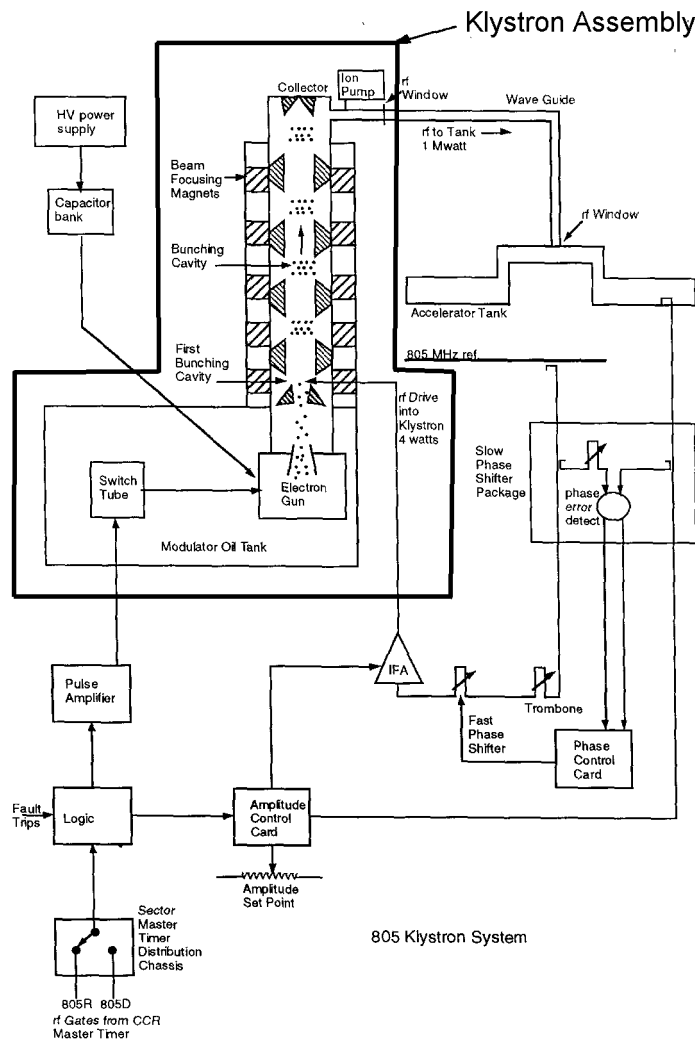 Klystron Assembly
Collector
Ion
Pump
rf
Window
Wave Guide
HV power
supply
rf to Tank
1 Mwatt
Beam
Focusing
Magnets
Capacitor
bank
rf Window
Bunching
Cavity
Accelerator Tank
First
Bunching
Cavity
805 MHz ref
rf Drive
into
Klystron
4 watts
Slow
Phase
Shifter
Package
Switch
Tube
Electron
Gun
phase
error
detect
Modulator Oil Tank
Pulse
Amplifier
IFA
Trombone
Fast
Phase
Shifter
Phase
Control
Card
Fault
Trips
Logic
Amplitude
Control
Card
Amplitude
Set Point
Sector
Master
Timer
Distribution
Chassis
805 Klystron System
805R 805D
rf Gates from CCR
Master Timer